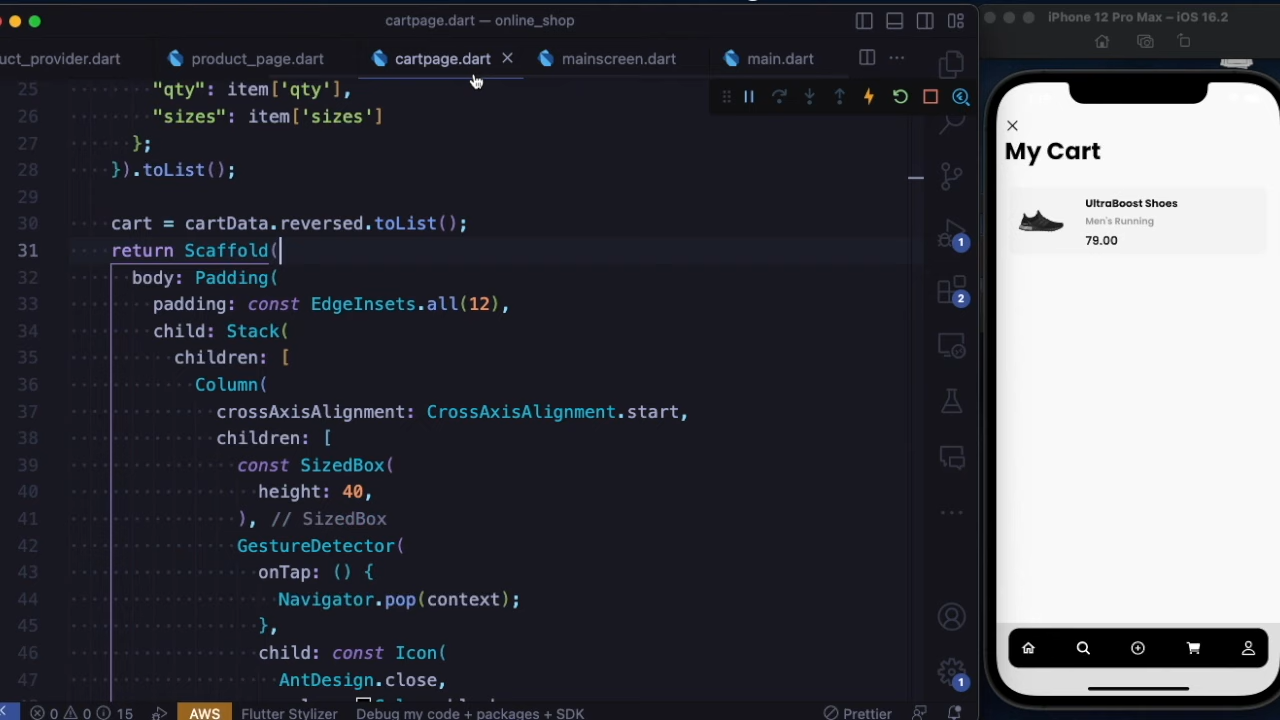 cartpage.dart — online_shop
iPhone 12 Pro Max – iOS 16.2
uct_provider.dart
product_page.dart
cartpage.dart
mainscreen.dart
main.dart
25 "qty": item['qty'],
26 "sizes": item['sizes']
27 };
28 }).toList();
29
30 cart = cartData.reversed.toList();
31 return Scaffold(
32 body: Padding(
33 padding: const EdgeInsets.all(12),
34 child: Stack(
35 children: [
36 Column(
37 crossAxisAlignment: CrossAxisAlignment.start,
38 children: [
39 const SizedBox(
40 height: 40,
41 ), // SizedBox
42 GestureDetector(
43 onTap: () {
44 Navigator.pop(context);
45 },
46 child: const Icon(
47 AntDesign.close,
1
2
1
My Cart
UltraBoost Shoes
Men's Running
79.00
0 0 15 AWS Flutter Stylizer Debug my code + packages + SDK Prettier